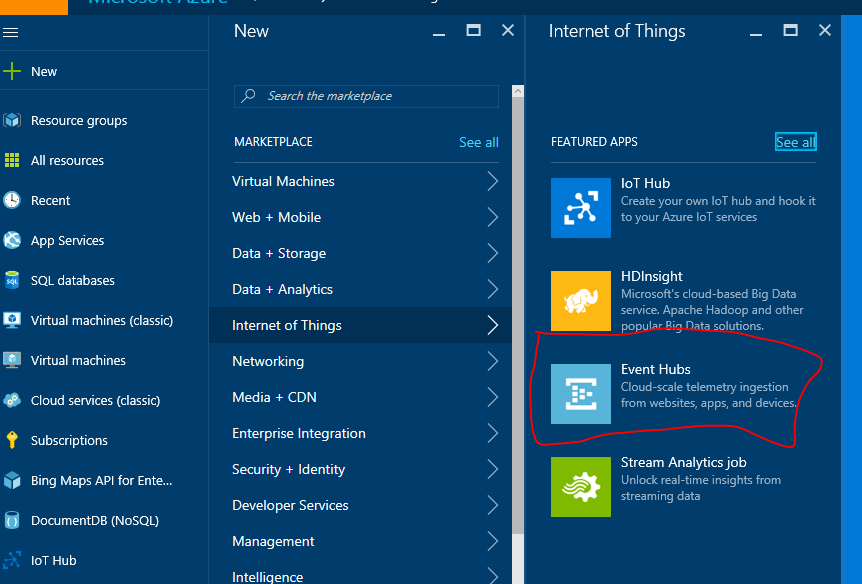 Microsoft Azure
New
Resource groups
All resources
Recent
App Services
SQL databases
Virtual machines (classic)
Virtual machines
Cloud services (classic)
Subscriptions
Bing Maps API for Ente...
DocumentDB (NoSQL)
IoT Hub
New
Search the marketplace
MARKETPLACE See all
Virtual Machines
Web + Mobile
Data + Storage
Data + Analytics
Internet of Things
Networking
Media + CDN
Enterprise Integration
Security + Identity
Developer Services
Management
Intelligence
Internet of Things
FEATURED APPS See all
IoT Hub
Create your own IoT hub and hook it
to your Azure IoT services
HDInsight
Microsoft's cloud-based Big Data
service. Apache Hadoop and other
popular Big Data solutions.
Event Hubs
Cloud-scale telemetry ingestion
from websites, apps, and devices.
Stream Analytics job
Unlock real-time insights from
streaming data